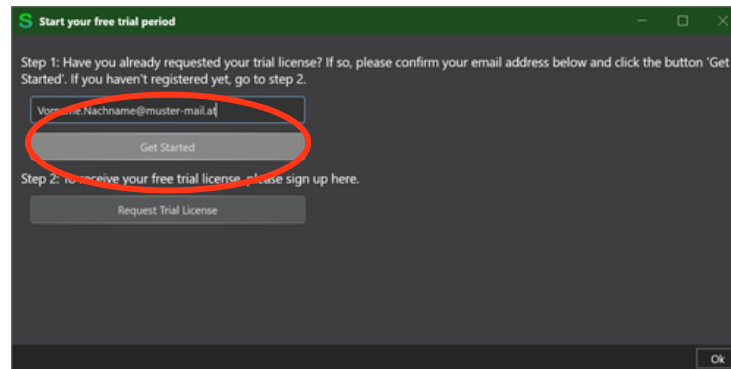 S Start your free trial period
Step 1: Have you already requested your trial license? If so, please confirm your email address below and click the button 'Get
Started'. If you haven't registered yet, go to step 2.
Vorname.Nachname@muster-mail.at
Get Started
Step 2: To receive your free trial license, please sign up here.
Request Trial License
Ok